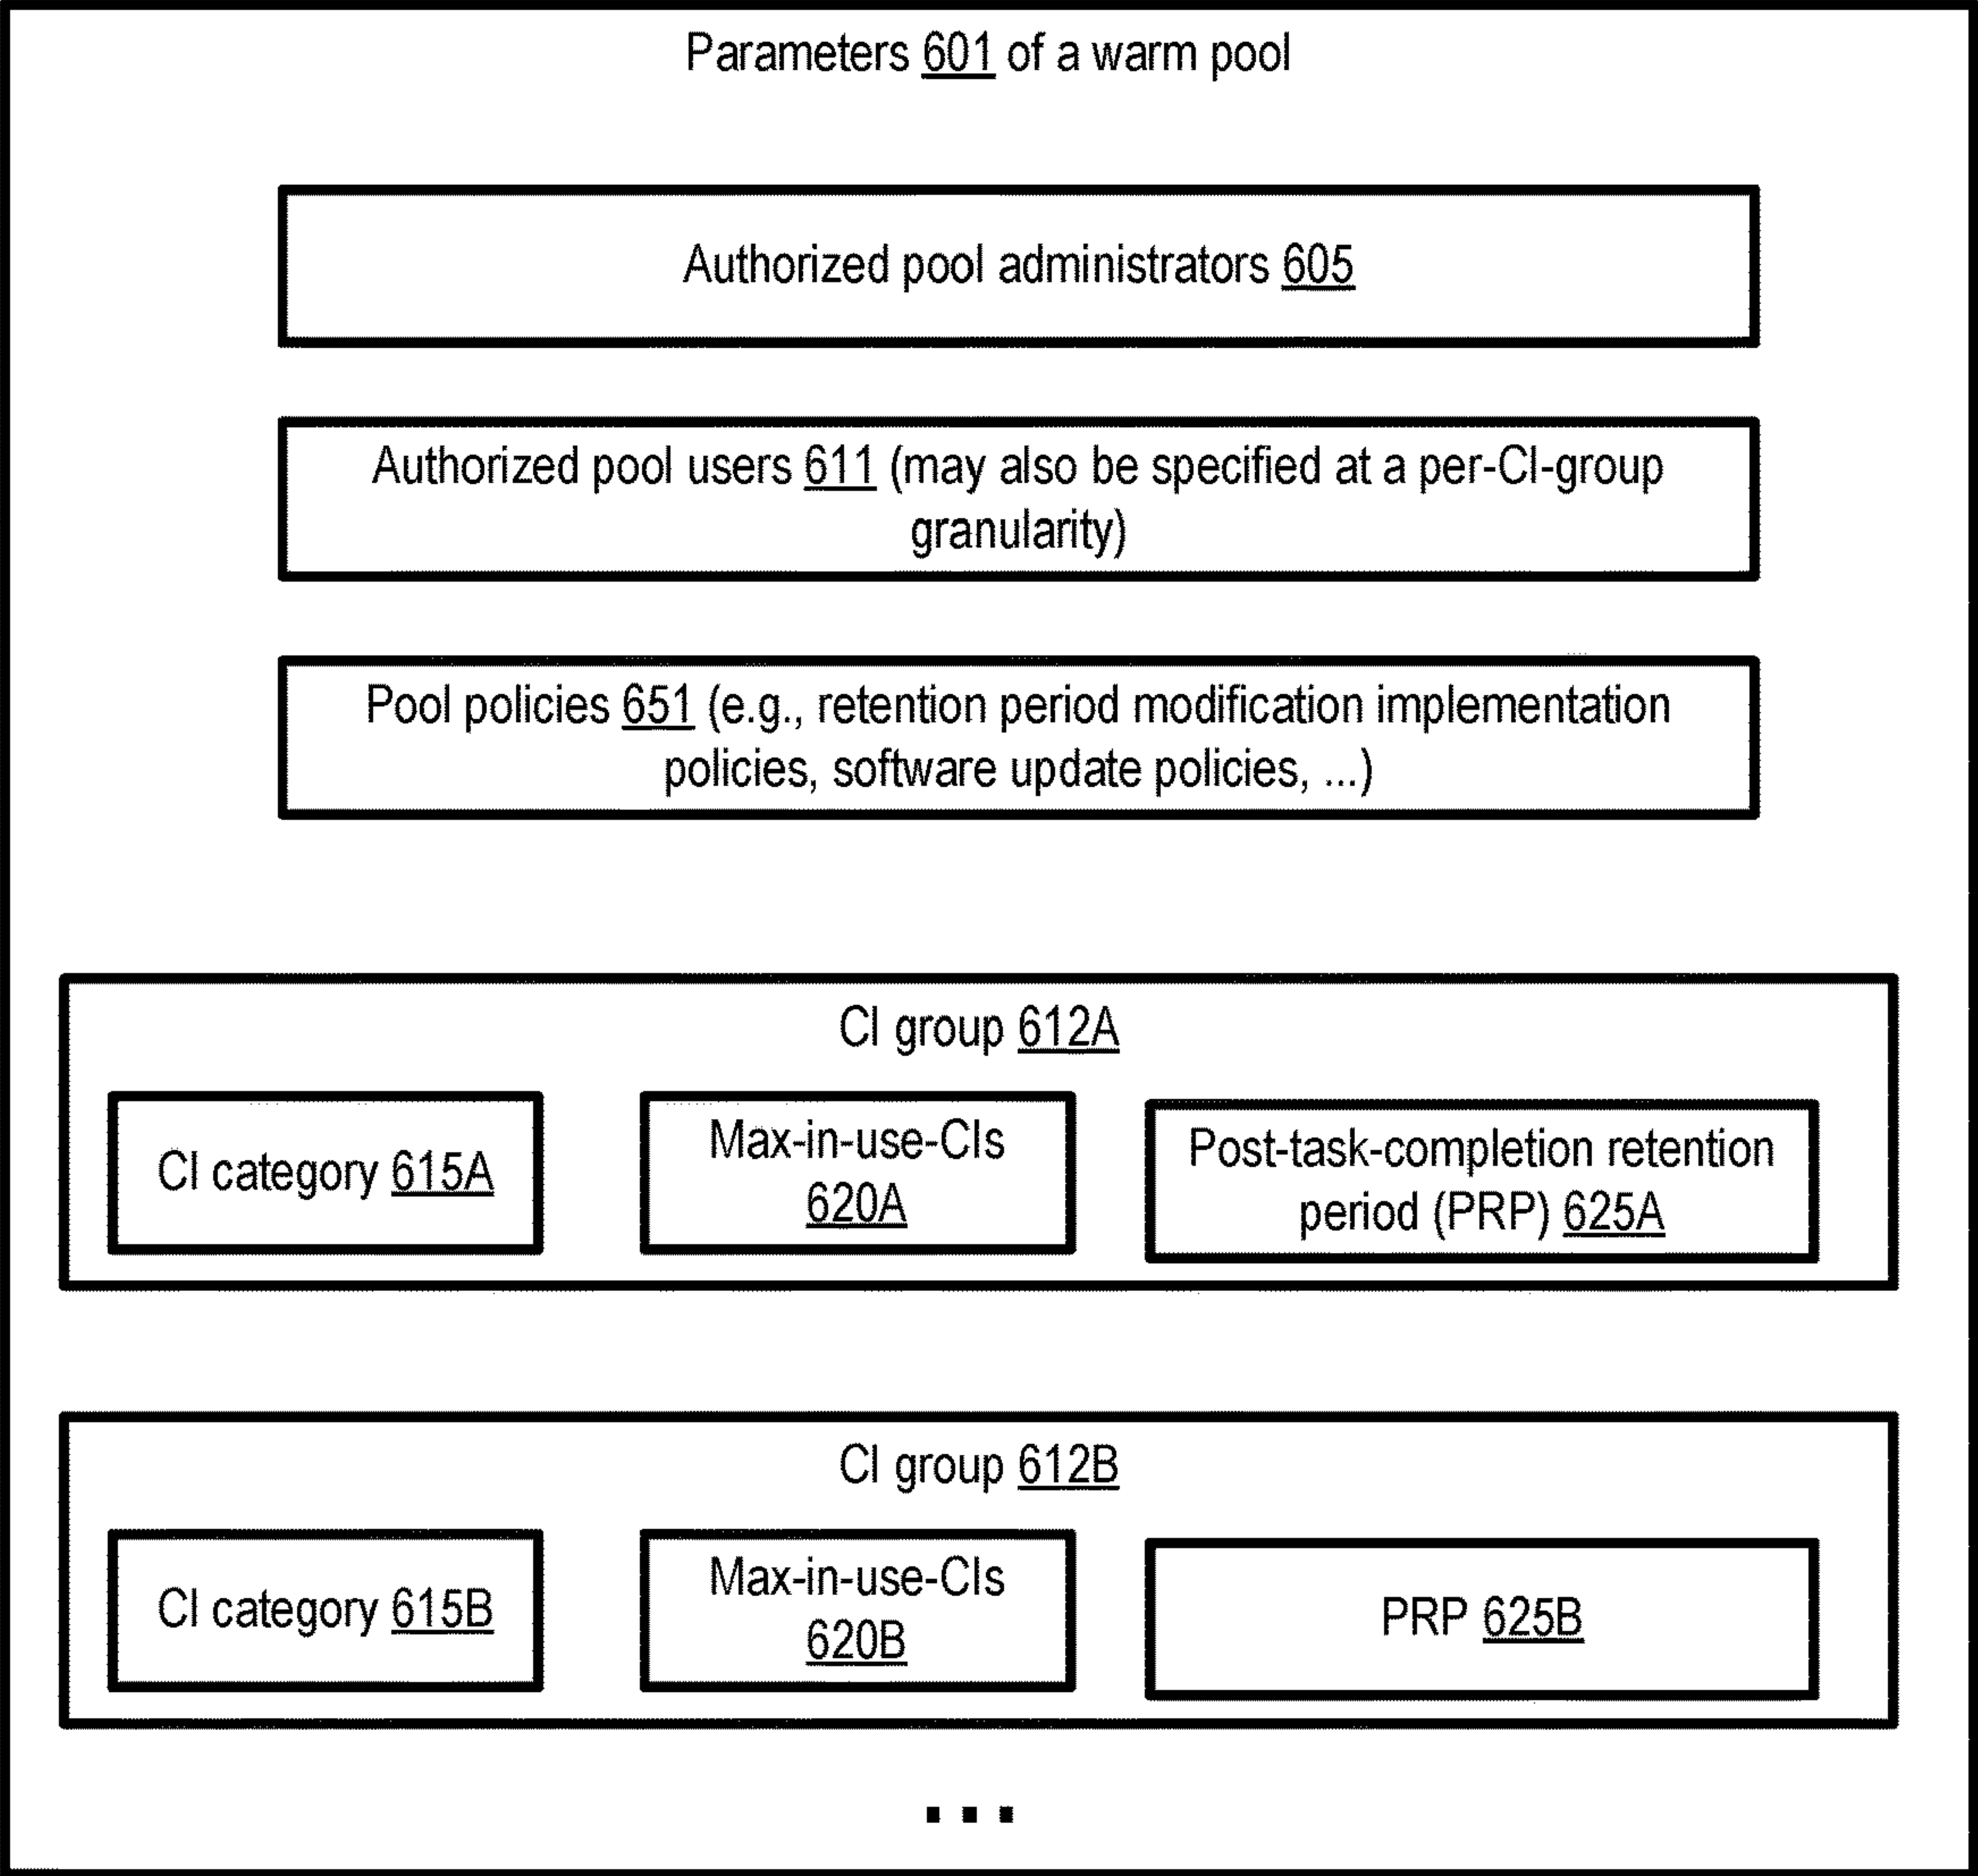 Parameters 601 of a warm pool
Authorized pool administrators 605
Authorized pool users 611 (may also be specified at a per-CI-group
granularity)
Pool policies 651 (e.g., retention period modification implementation
policies, software update policies, ...)
CI group 612A
CI category 615A
Max-in-use-CIs
620A
Post-task-completion retention
period (PRP) 625A
CI group 612B
CI category 615B
Max-in-use-CIs
620B
PRP 625B
...